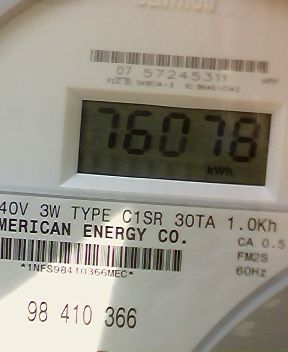 07 57245311
76078
kWh
40V 3W TYPE C1SR 30TA 1.0Kh
MERICAN ENERGY CO.
CA 0.5
FM2S
*1NFS98410366MEC*
60Hz
98 410 366